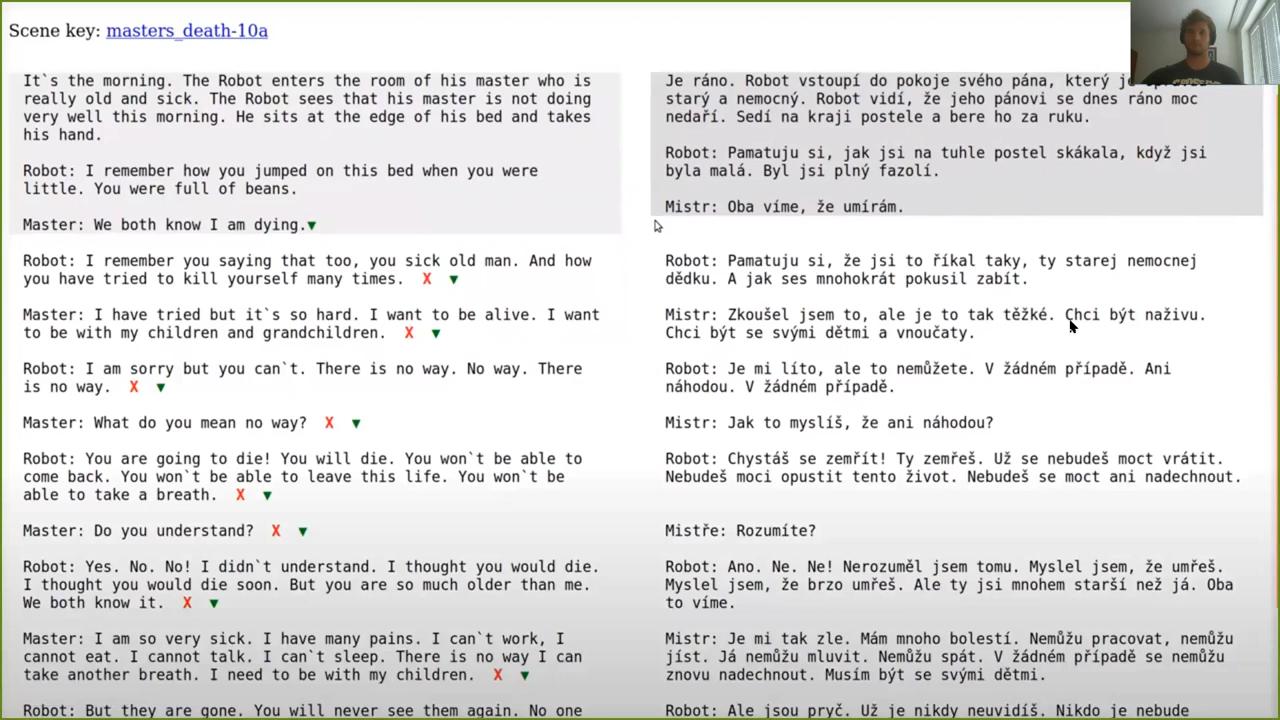 Scene key: masters_death-10a
It`s the morning. The Robot enters the room of his master who is
really old and sick. The Robot sees that his master is not doing
very well this morning. He sits at the edge of his bed and takes
his hand.
Robot: I remember how you jumped on this bed when you were
little. You were full of beans.
Master: We both know I am dying.▼
Robot: I remember you saying that too, you sick old man. And how
you have tried to kill yourself many times. X ▼
Master: I have tried but it`s so hard. I want to be alive. I want
to be with my children and grandchildren. X ▼
Robot: I am sorry but you can`t. There is no way. No way. There
is no way. X ▼
Master: What do you mean no way? X ▼
Robot: You are going to die! You will die. You won`t be able to
come back. You won`t be able to leave this life. You won`t be
able to take a breath. X ▼
Master: Do you understand? X ▼
Robot: Yes. No. No! I didn`t understand. I thought you would die.
I thought you would die soon. But you are so much older than me.
We both know it. X ▼
Master: I am so very sick. I have many pains. I can`t work, I
cannot eat. I cannot talk. I can`t sleep. There is no way I can
take another breath. I need to be with my children. X ▼
Robot: But they are gone. You will never see them again. No one
Je ráno. Robot vstoupí do pokoje svého pána, který
starý a nemocný. Robot vidí, že jeho pánovi se dnes ráno moc
nedaří. Sedí na kraji postele a bere ho za ruku.
Robot: Pamatuju si, jak jsi na tuhle postel skákala, když jsi
byla malá. Byl jsi plný fazolí.
Mistr: Oba víme, že umírám.
Robot: Pamatuju si, že jsi to říkal taky, ty starej nemocnej
dědku. A jak ses mnohokrát pokusil zabít.
Mistr: Zkoušel jsem to, ale je to tak těžké. Chci být naživu.
Chci být se svými dětmi a vnoučaty.
Robot: Je mi líto, ale to nemůžete. V žádném případě. Ani
náhodou. V žádném případě.
Mistr: Jak to myslíš, že ani náhodou?
Robot: Chystáš se zemřít! Ty zemřeš. Už se nebudeš moct vrátit.
Nebudeš moci opustit tento život. Nebudeš se moct ani nadechnout.
Mistře: Rozumíte?
Robot: Ano. Ne. Ne! Nerozuměl jsem tomu. Myslel jsem, že umřeš.
Myslel jsem, že brzo umřeš. Ale ty jsi mnohem starší než já. Oba
to víme.
Mistr: Je mi tak zle. Mám mnoho bolestí. Nemůžu pracovat, nemůžu
jíst. Já nemůžu mluvit. Nemůžu spát. V žádném případě se nemůžu
znovu nadechnout. Musím být se svými dětmi.
Robot: Ale jsou pryč. Už je nikdy neuvidíš. Nikdo je nebude